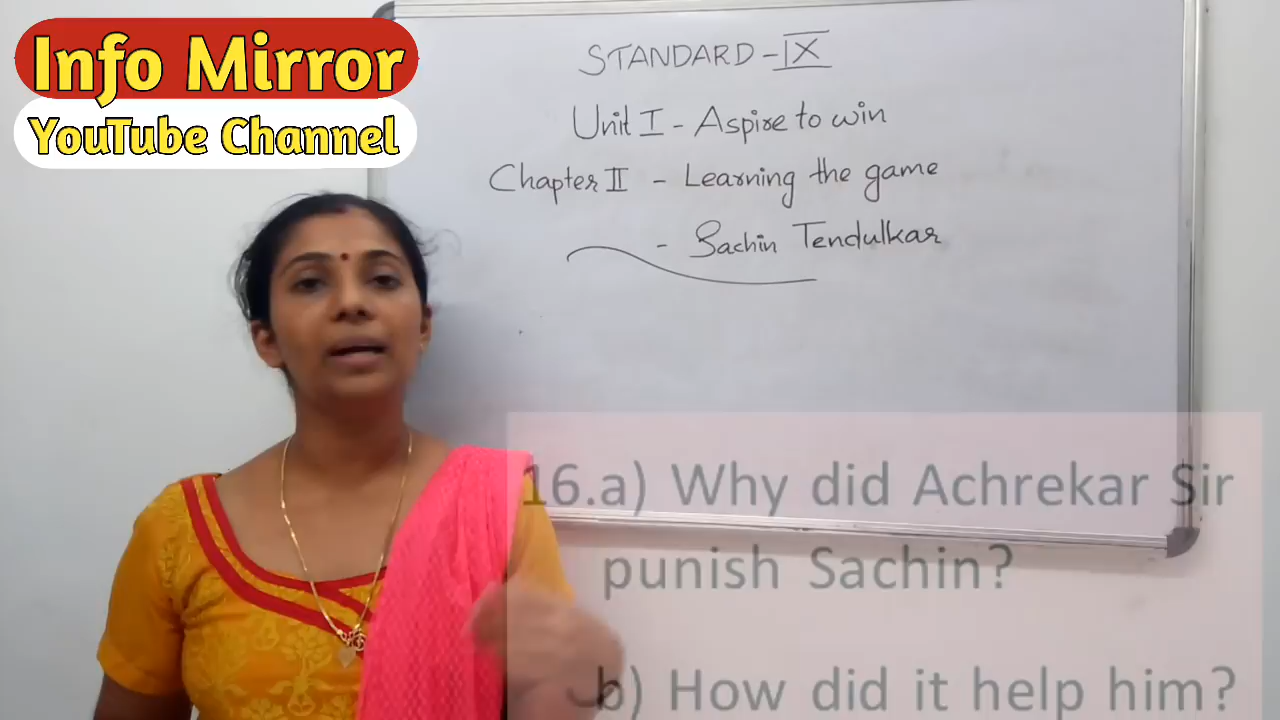 Info Mirror
YouTube Channel
STANDARD - IX
Unit I - Aspire to win
Chapter II - Learning the game
- Sachin Tendulkar
16.a) Why did Achrekar Sir
punish Sachin?
b) How did it help him?